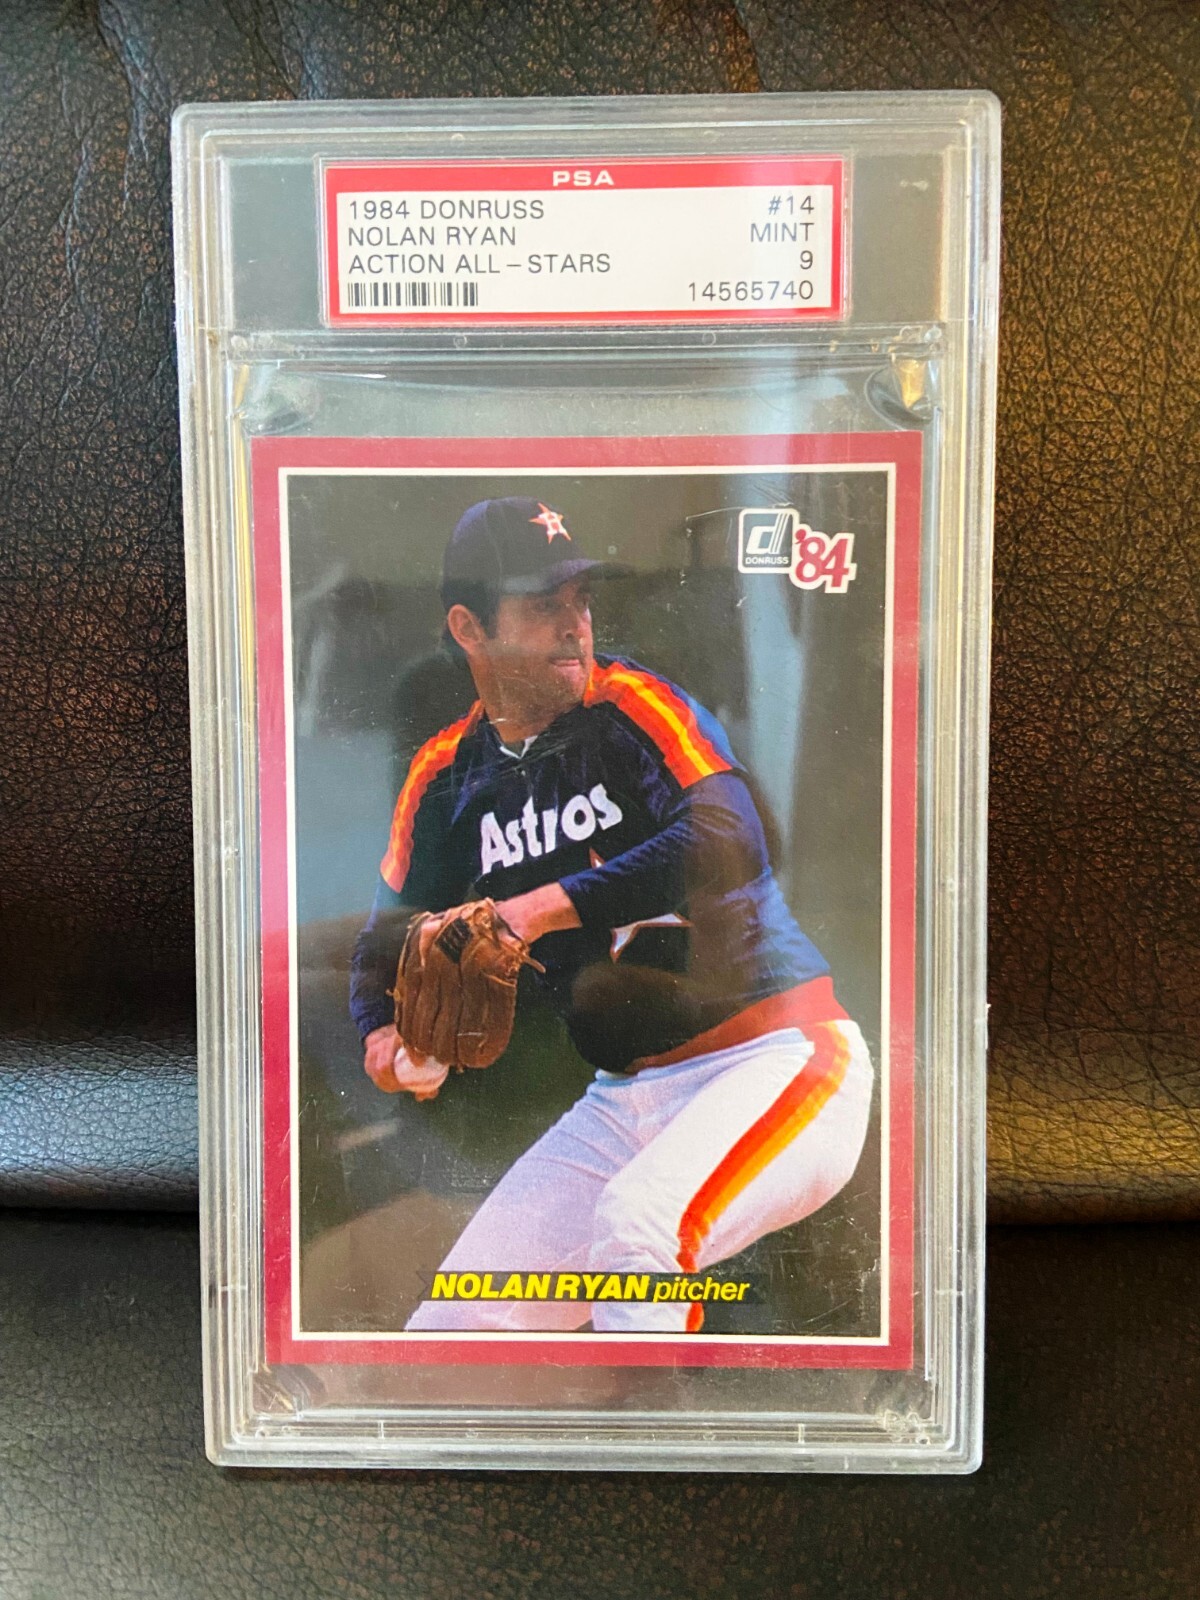 PSA
1984 DONRUSS #14
NOLAN RYAN MINT
ACTION ALL-STARS 9
14565740
d
DONRUSS
'84
Astros
NOLAN RYAN pitcher